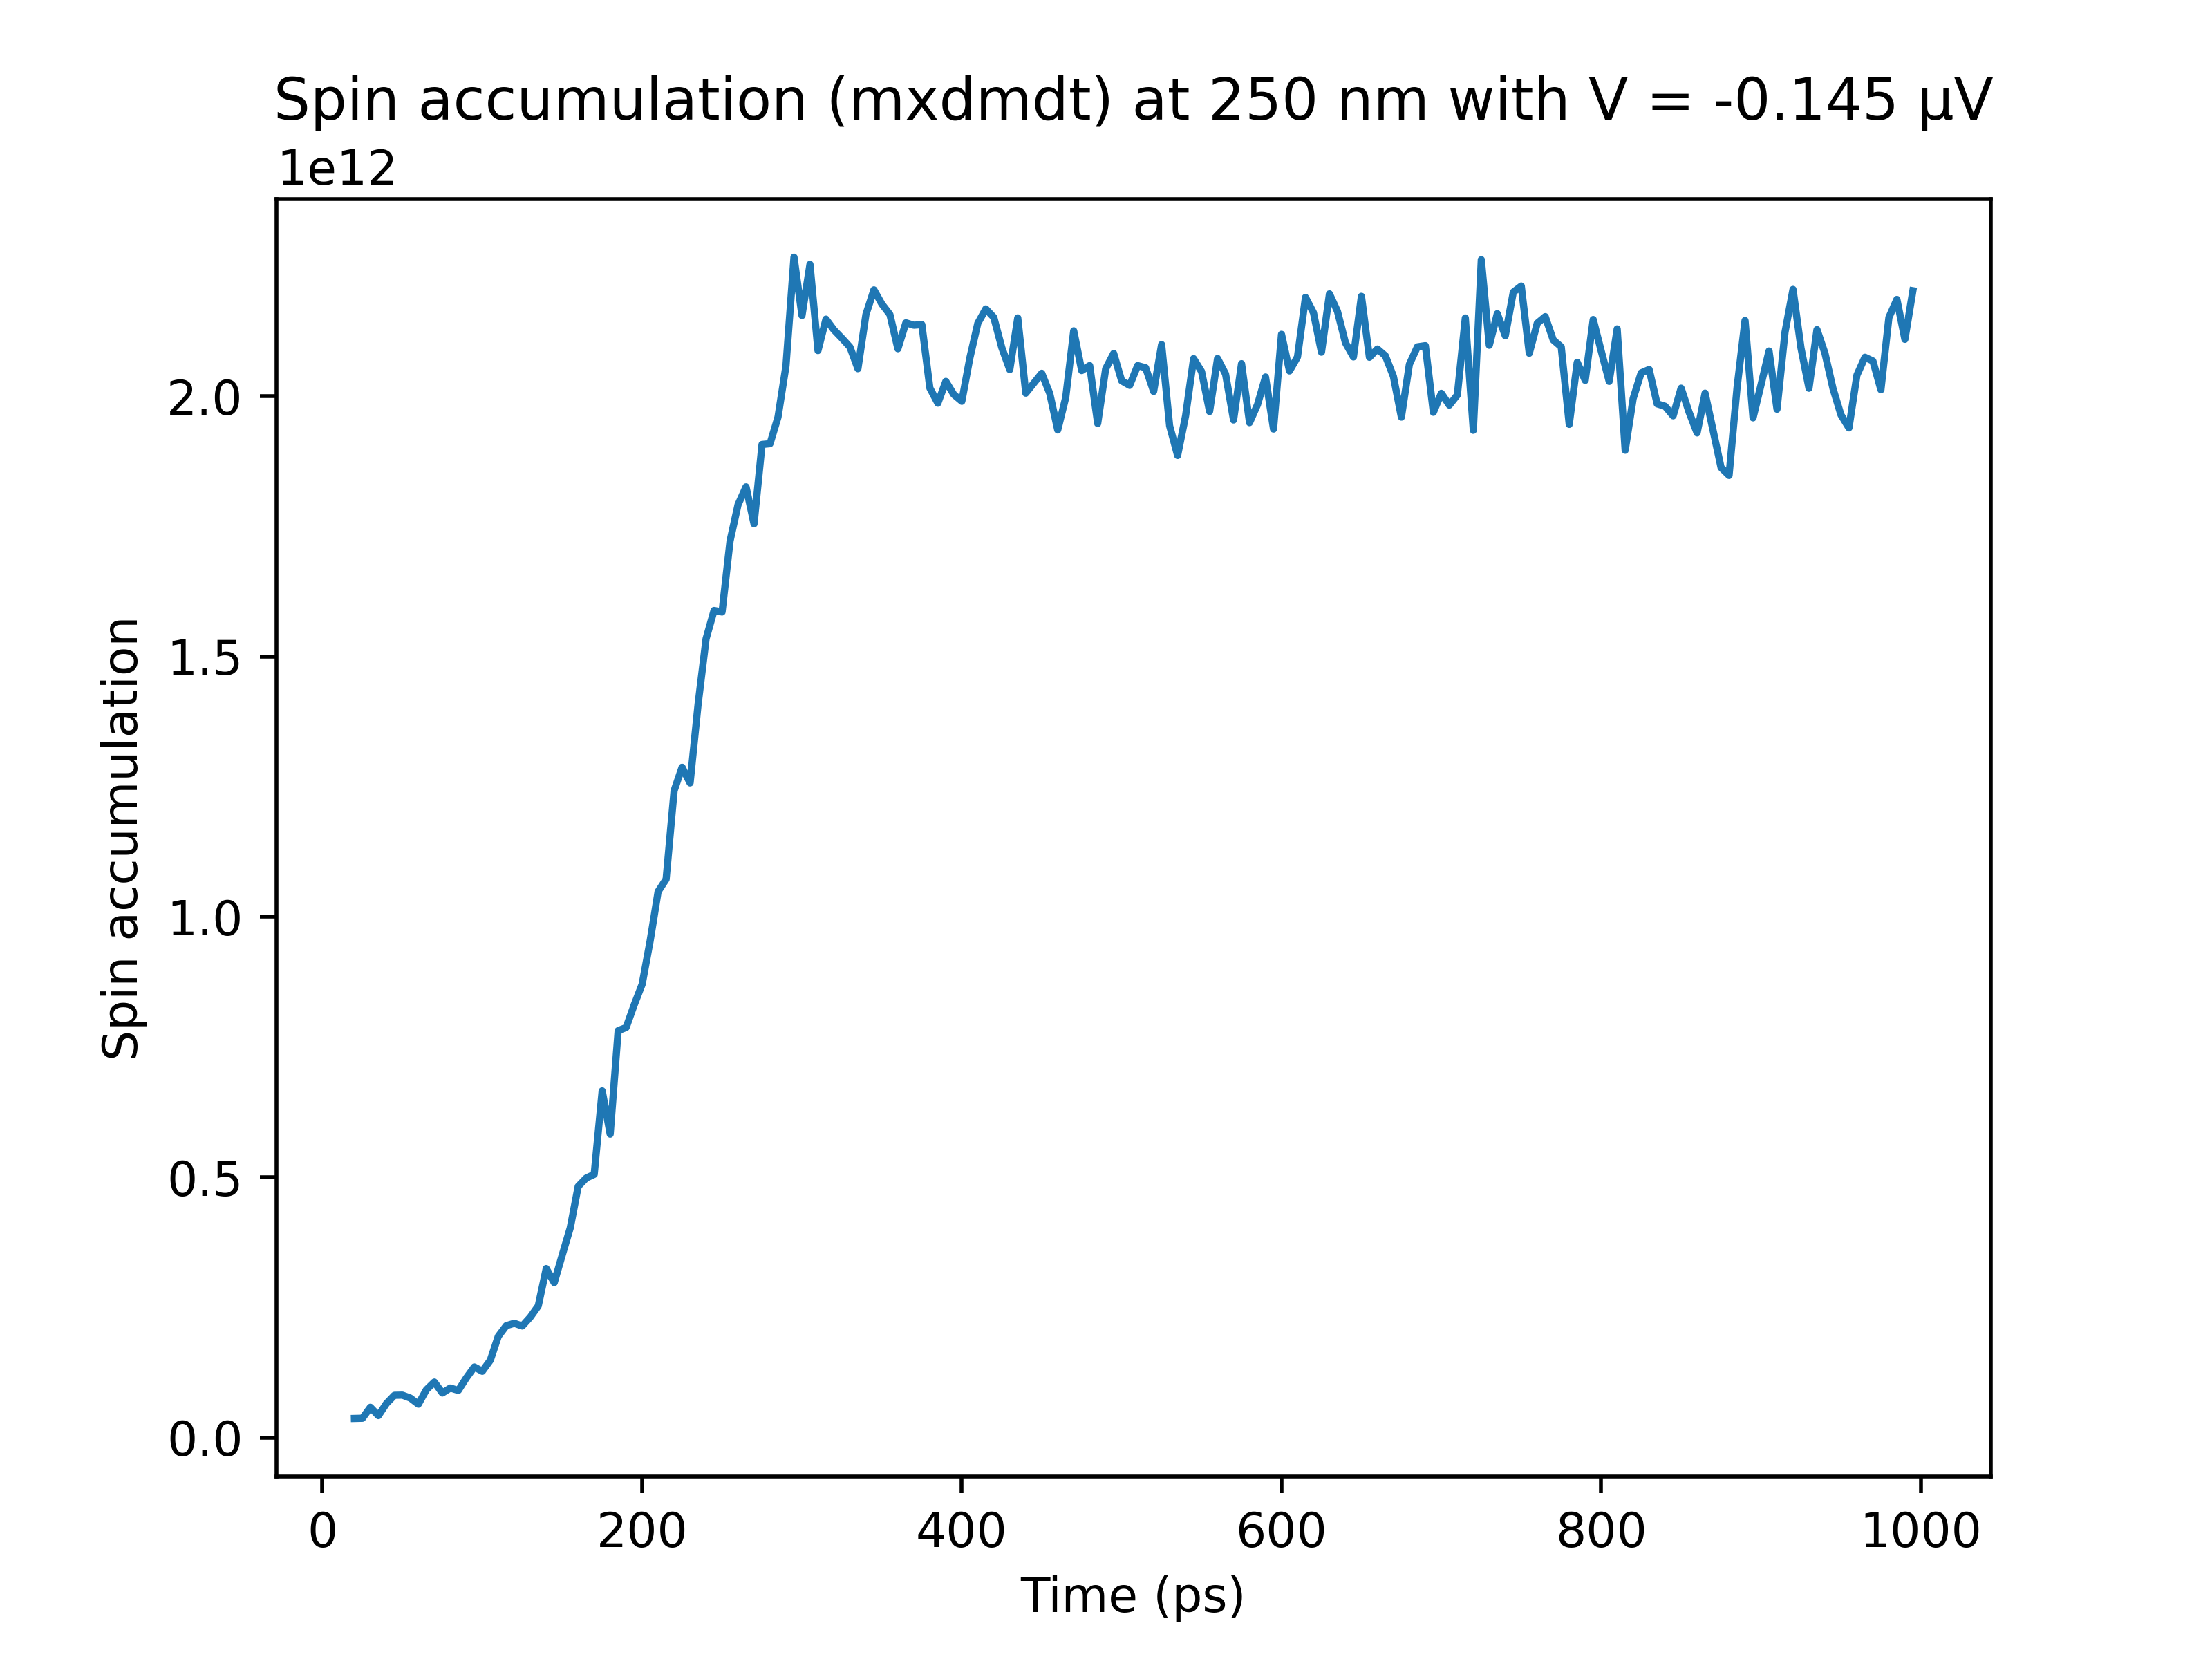 Spin accumulation (mxdmdt) at 250 nm with V = -0.145 μV
1e12
2.0
1.5
1.0
0.5
0.0
Spin accumulation
0 200 400 600 800 1000
Time (ps)